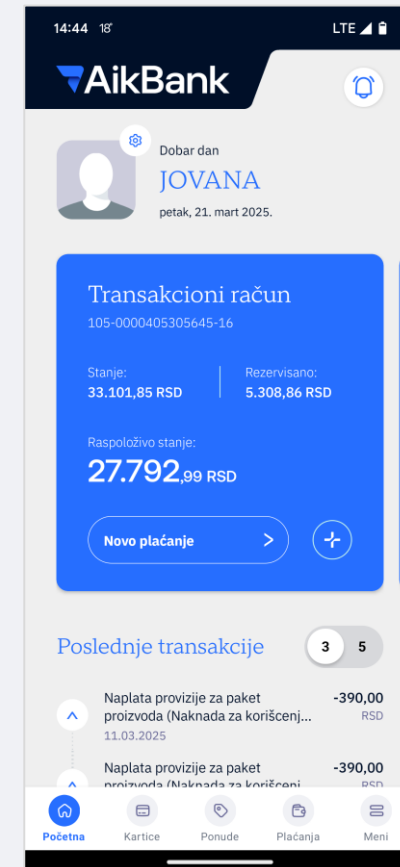 14:44 18° LTE
AikBank
Dobar dan
JOVANA
petak, 21. mart 2025.
Transakcioni račun
105-0000405305645-16
Stanje: Rezervisano:
33.101,85 RSD 5.308,86 RSD
Raspoloživo stanje:
27.792,99 RSD
Novo plaćanje
Poslednje transakcije 3 5
Naplata provizije za paket -390,00
proizvoda (Naknada za korišcenj... RSD
11.03.2025
Naplata provizije za paket -390,00
proizvoda (Naknada za korišcenj... RSD
Početna Kartice Ponude Plaćanja Meni